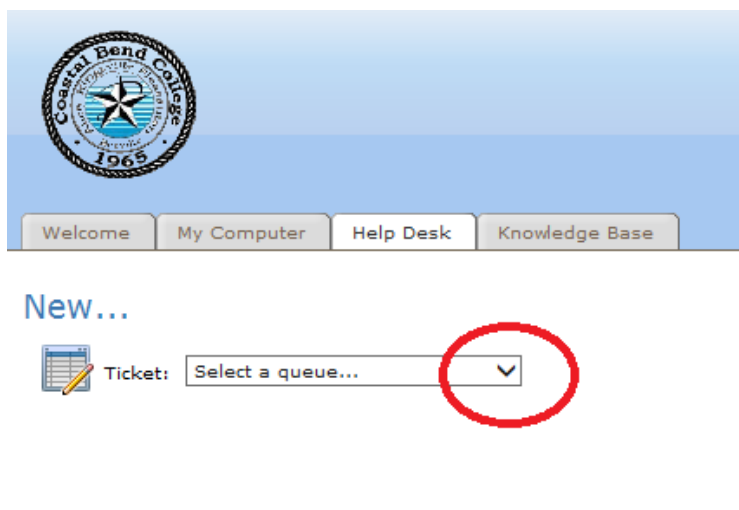 Coastal Bend College
1965
Welcome
My Computer
Help Desk
Knowledge Base
New...
Ticket:
Select a queue...